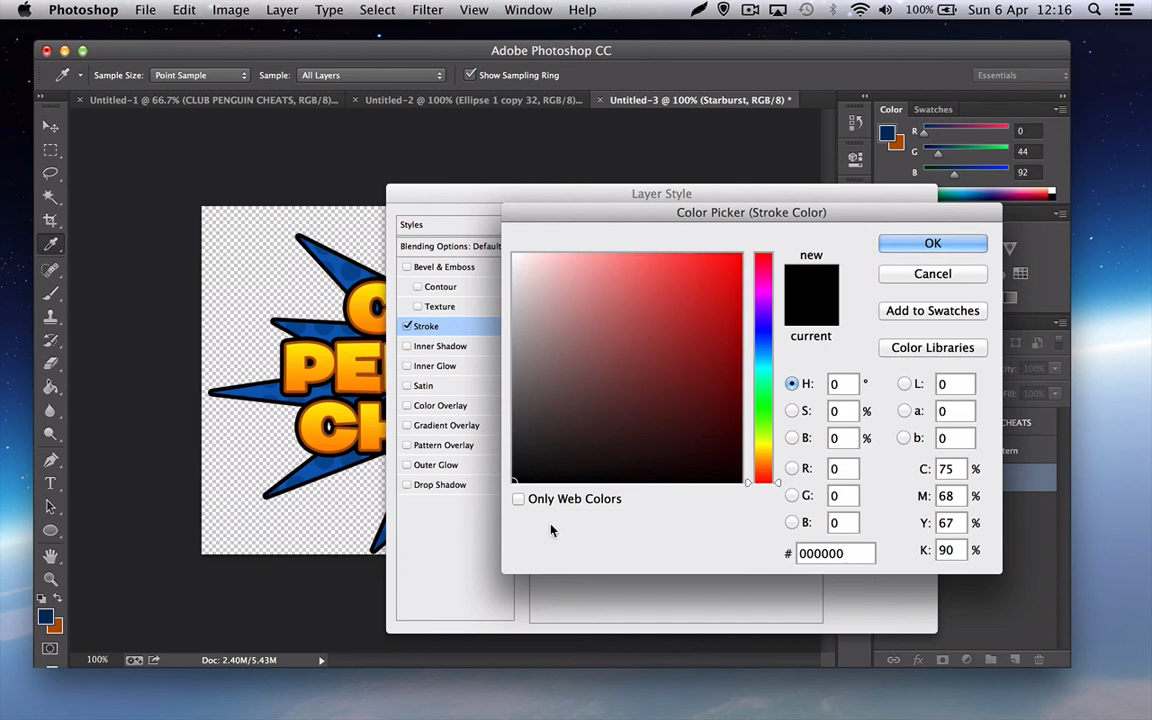 Photoshop File Edit Image Layer Type Select Filter View Window Help 100% Sun 6 Apr 12:16
Adobe Photoshop CC
Sample Size: Point Sample Sample: All Layers Show Sampling Ring Essentials
Untitled-1 @ 66.7% (CLUB PENGUIN CHEATS, RGB/8)... Untitled-2 @ 100% (Ellipse 1 copy 32, RGB/8)... Untitled-3 @ 100% (Starburst, RGB/8) *
Color Swatches
R 0
G 44
B 92
Layer Style
Color Picker (Stroke Color)
Styles
Blending Options: Default
Bevel & Emboss
Contour
Texture
Stroke
Inner Shadow
Inner Glow
Satin
Color Overlay
Gradient Overlay
Pattern Overlay
Outer Glow
Drop Shadow
new
current
OK
Cancel
Add to Swatches
Color Libraries
H: 0 ° L: 0
S: 0 % a: 0
B: 0 % b: 0
R: 0 C: 75 %
G: 0 M: 68 %
B: 0 Y: 67 %
# 000000 K: 90 %
Only Web Colors
C
PE
CH
100%
100%
HEATS
tern
100% Doc: 2.40M/5.43M